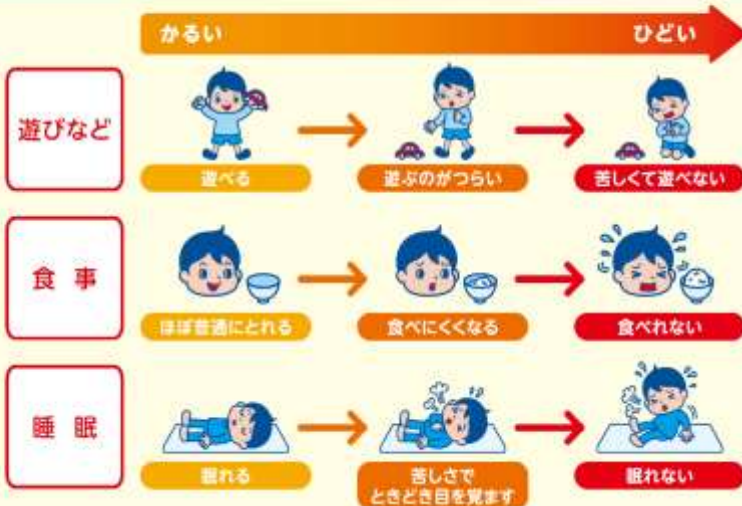 かるい ひどい
遊びなど
遊べる 遊ぶのがつらい 苦しくて遊べない
食事
ほぼ普通にとれる 食べにくくなる 食べれない
睡眠
眠れる 苦しさで
ときどき目を覚ます 眠れない